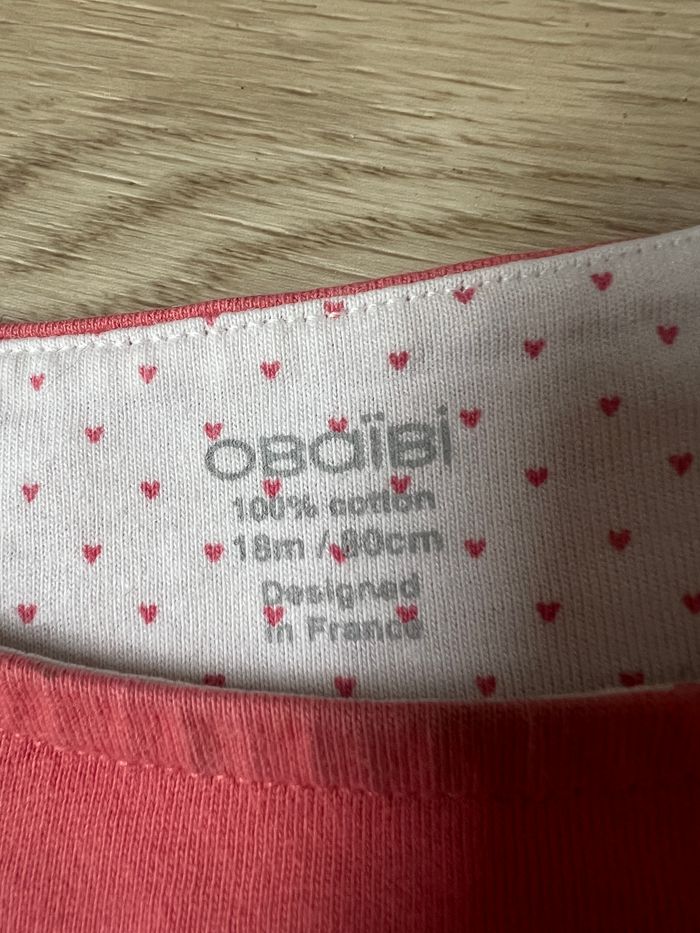 OBAÏBI
100% cotton
18m / 80cm
Designed
in France